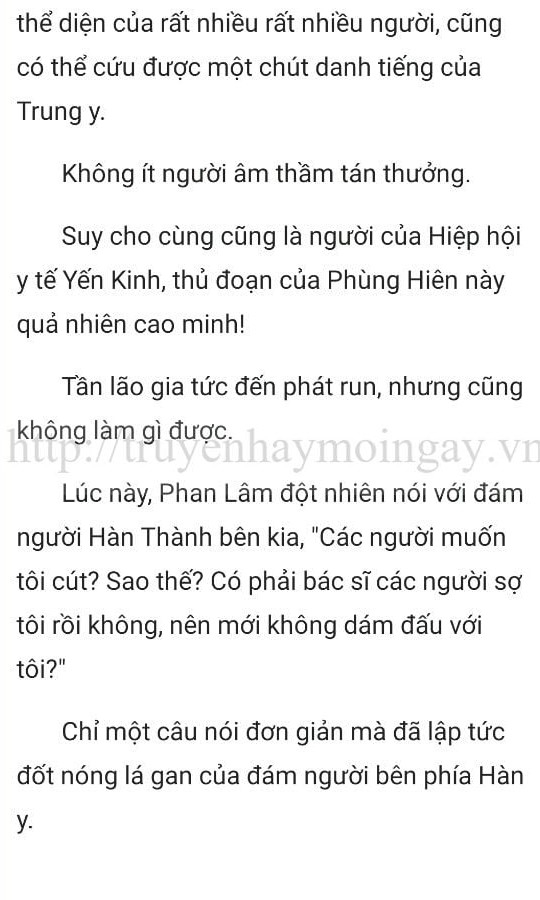 thể diện của rất nhiều rất nhiều người, cũng
có thể cứu được một chút danh tiếng của
Trung y.
Không ít người âm thầm tán thưởng.
Suy cho cùng cũng là người của Hiệp hội
y tế Yến Kinh, thủ đoạn của Phùng Hiên này
quả nhiên cao minh!
Tần lão gia tức đến phát run, nhưng cũng
không làm gì được.
http://truyenhaymoingay.vn
Lúc này, Phan Lâm đột nhiên nói với đám
người Hàn Thành bên kia, "Các người muốn
tôi cút? Sao thế? Có phải bác sĩ các người sợ
tôi rồi không, nên mới không dám đấu với
tôi?"
Chỉ một câu nói đơn giản mà đã lập tức
đốt nóng lá gan của đám người bên phía Hàn
y.